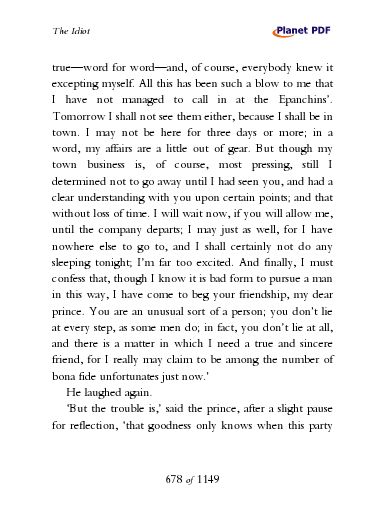 The Idiot
Planet PDF
true—word for word—and, of course, everybody knew it
excepting myself. All this has been such a blow to me that
I have not managed to call in at the Epanchins’.
Tomorrow I shall not see them either, because I shall be in
town. I may not be here for three days or more; in a
word, my affairs are a little out of gear. But though my
town business is, of course, most pressing, still I
determined not to go away until I had seen you, and had a
clear understanding with you upon certain points; and that
without loss of time. I will wait now, if you will allow me,
until the company departs; I may just as well, for I have
nowhere else to go to, and I shall certainly not do any
sleeping tonight; I’m far too excited. And finally, I must
confess that, though I know it is bad form to pursue a man
in this way, I have come to beg your friendship, my dear
prince. You are an unusual sort of a person; you don’t lie
at every step, as some men do; in fact, you don’t lie at all,
and there is a matter in which I need a true and sincere
friend, for I really may claim to be among the number of
bona fide unfortunates just now.’
He laughed again.
‘But the trouble is,’ said the prince, after a slight pause
for reflection, ‘that goodness only knows when this party
678 of 1149